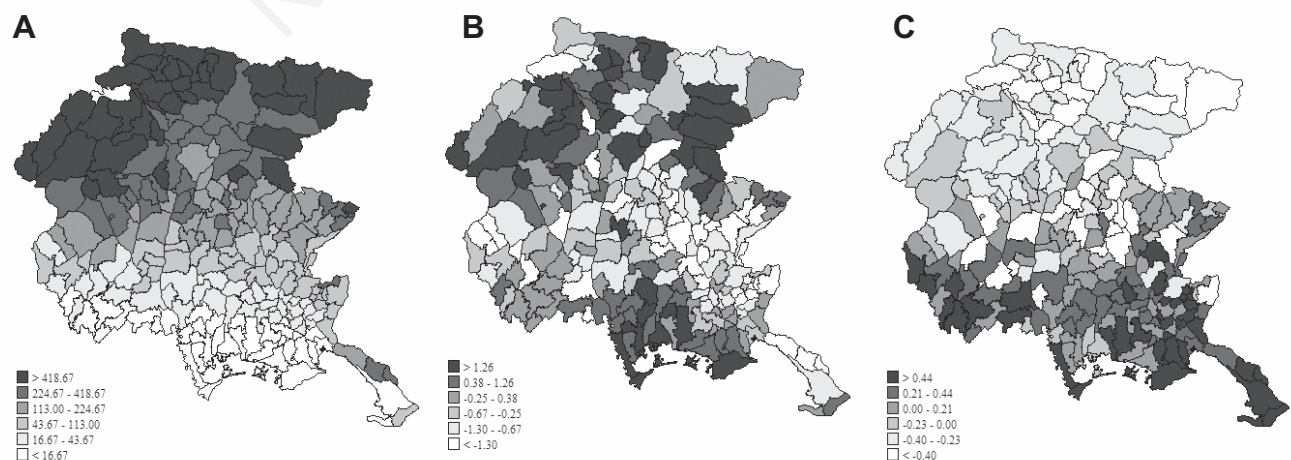 A
B
C
> 418.67
224.67 - 418.67
113.00 - 224.67
43.67 - 113.00
16.67 - 43.67
< 16.67
> 1.26
0.38 - 1.26
-0.25 - 0.38
-0.67 - -0.25
-1.30 - -0.67
< -1.30
> 0.44
0.21 - 0.44
0.00 - 0.21
-0.23 - 0.00
-0.40 - -0.23
< -0.40